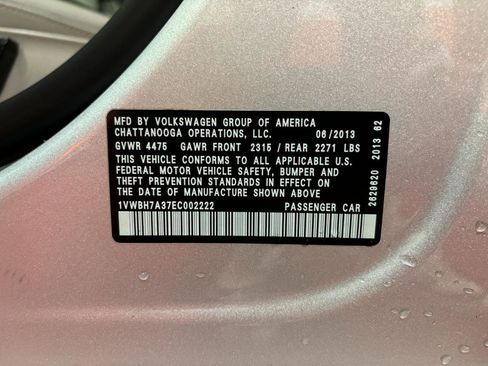 MFD BY VOLKSWAGEN GROUP OF AMERICA
CHATTANOOGA OPERATIONS, LLC. 06/2013
GVWR 4475 GAWR FRONT 2315 / REAR 2271 LBS
THIS VEHICLE CONFORMS TO ALL APPLICABLE U.S.
FEDERAL MOTOR VEHICLE SAFETY, BUMPER AND
THEFT PREVENTION STANDARDS IN EFFECT ON
THE DATE OF MANUFACTURE SHOWN ABOVE
1VWBH7A37EC002222 PASSENGER CAR
2629620 2013 62